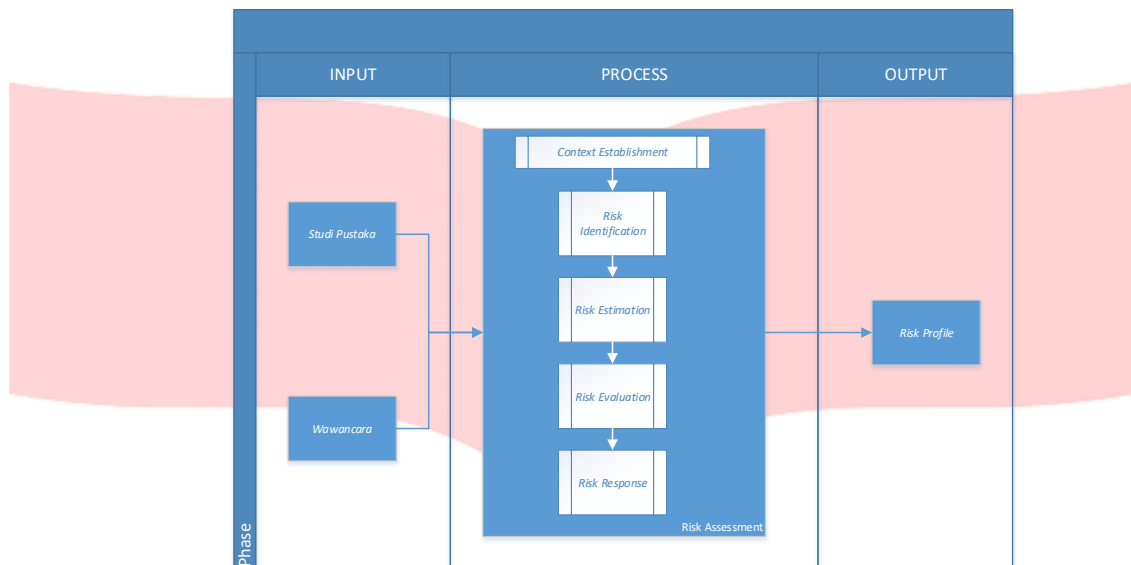 INPUT
PROCESS
OUTPUT
Phase
Studi Pustaka
Wawancara
Context Establishment
Risk
Identification
Risk Estimation
Risk Evaluation
Risk Response
Risk Assessment
Risk Profile